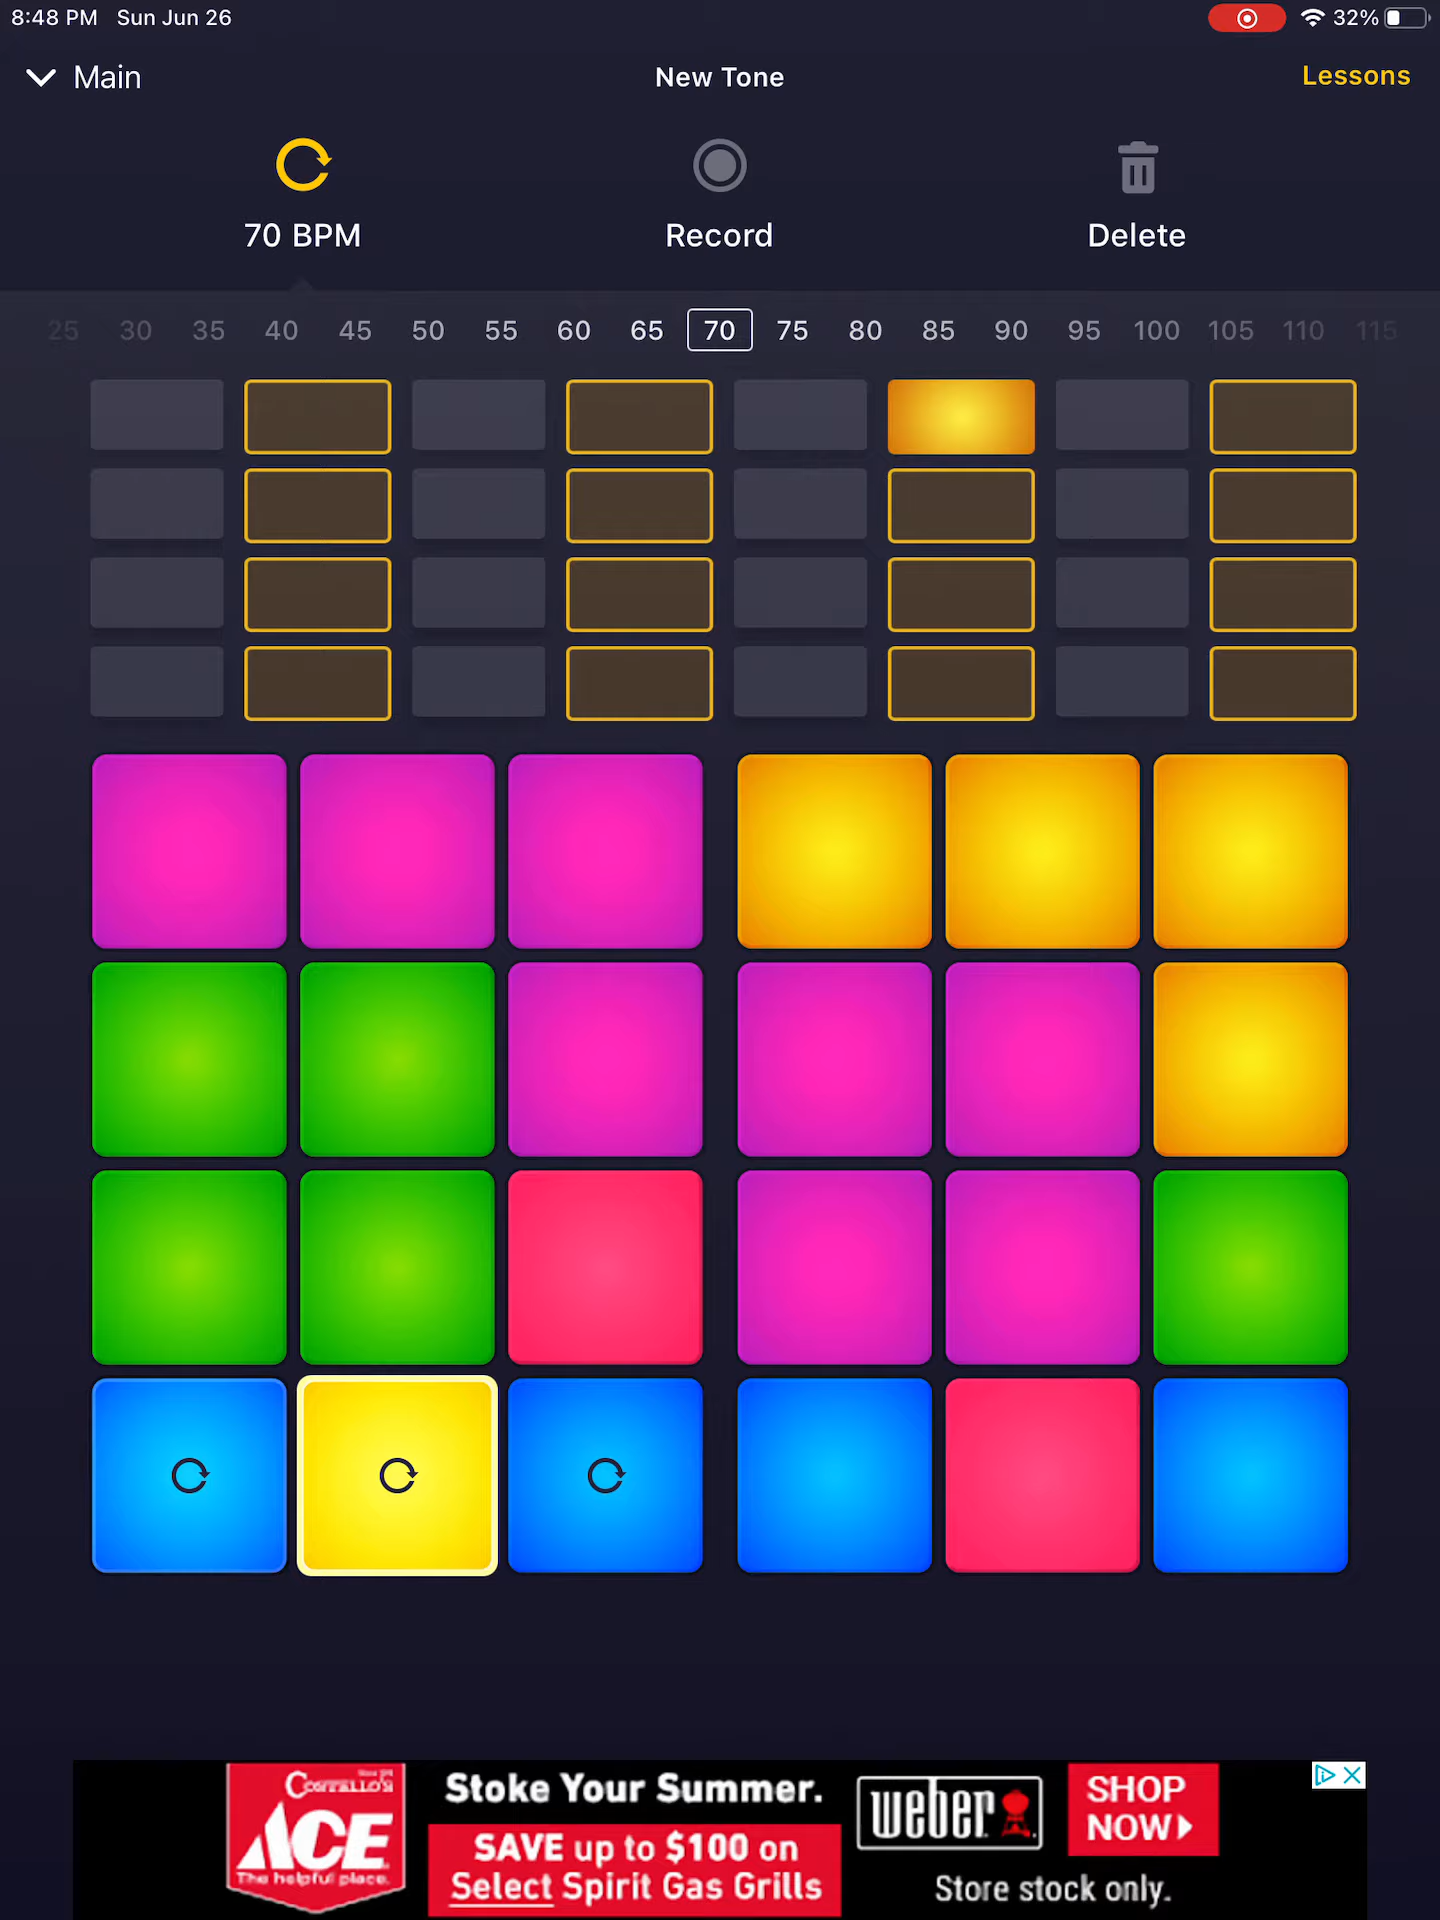 8:48 PM Sun Jun 26 32%
Main New Tone Lessons
70 BPM Record Delete
25 30 35 40 45 50 55 60 65 70 75 80 85 90 95 100 105 110 115
COSTELLO'S
ACE
The helpful place.
Stoke Your Summer.
SAVE up to $100 on
Select Spirit Gas Grills
weber
SHOP
NOW
Store stock only.